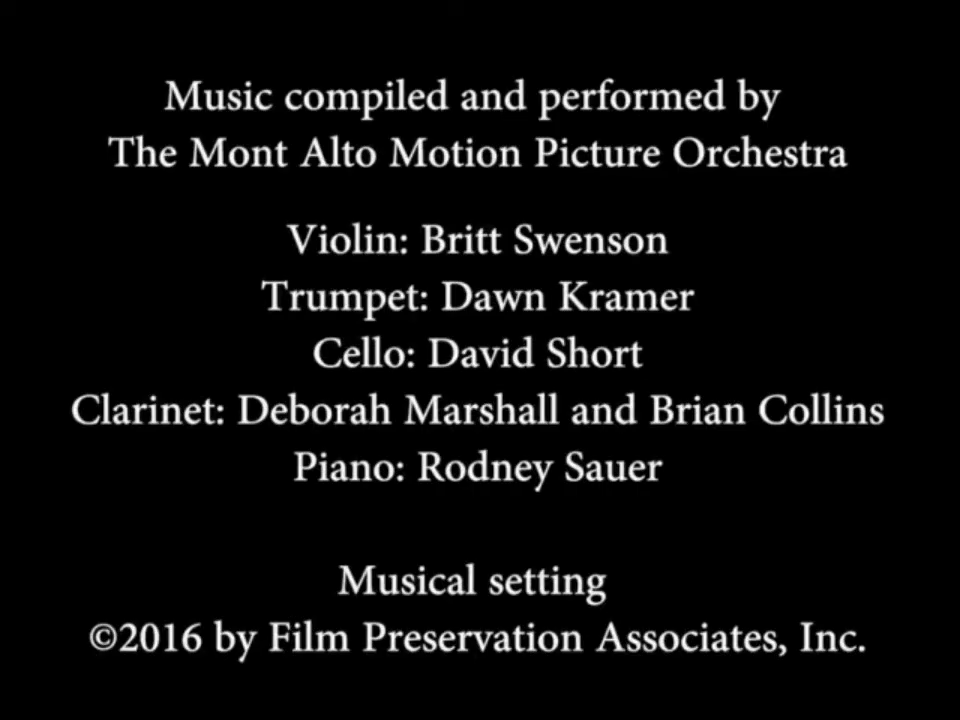 Music compiled and performed by
The Mont Alto Motion Picture Orchestra
Violin: Britt Swenson
Trumpet: Dawn Kramer
Cello: David Short
Clarinet: Deborah Marshall and Brian Collins
Piano: Rodney Sauer
Musical setting
©2016 by Film Preservation Associates, Inc.